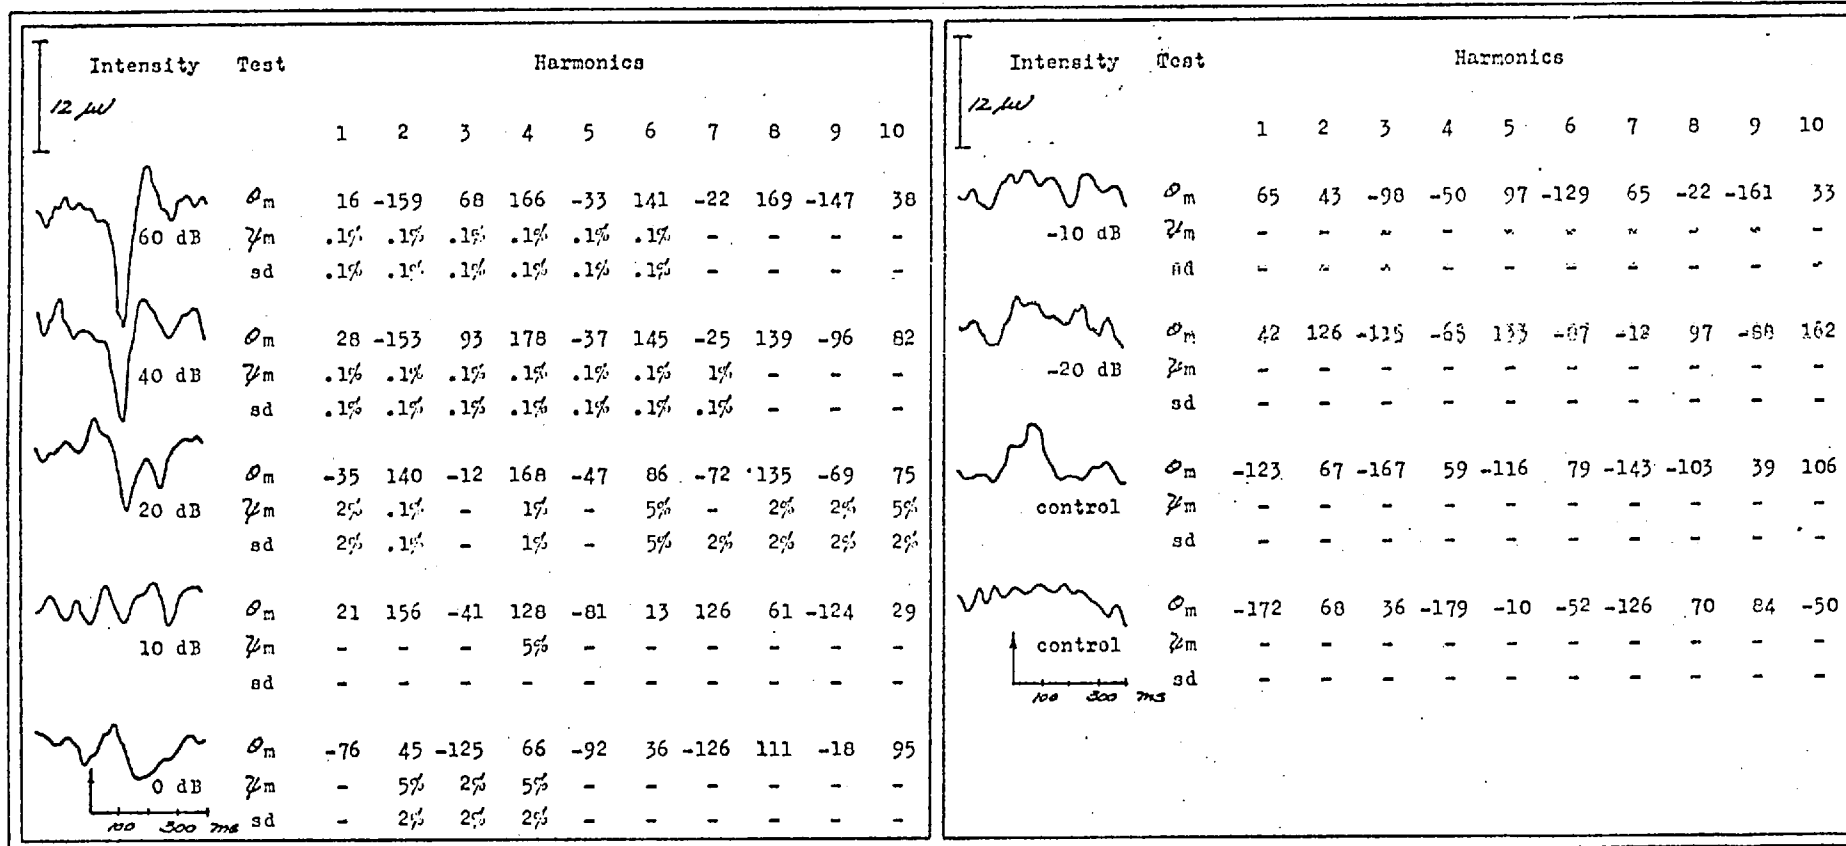 Intensity Test Harmonics
12 μv
1 2 3 4 5 6 7 8 9 10
θm 16 -159 68 166 -33 141 -22 169 -147 38
60 dB 𝜓m .1% .1% .1% .1% .1% .1% - - - -
sd .1% .1% .1% .1% .1% .1% - - - -
θm 28 -153 93 178 -37 145 -25 139 -96 82
40 dB 𝜓m .1% .1% .1% .1% .1% .1% 1% - - -
sd .1% .1% .1% .1% .1% .1% .1% - - -
θm -35 140 -12 168 -47 86 -72 135 -69 75
20 dB 𝜓m 2% .1% - 1% - 5% - 2% 2% 5%
sd 2% .1% - 1% - 5% 2% 2% 2% 2%
θm 21 156 -41 128 -81 13 126 61 -124 29
10 dB 𝜓m - - - 5% - - - - - -
sd - - - - - - - - - -
θm -76 45 -125 66 -92 36 -126 111 -18 95
0 dB 𝜓m - 5% 2% 5% - - - - - -
100 300 ms sd - 2% 2% 2% - - - - - -
Intensity Test Harmonics
12 μv
1 2 3 4 5 6 7 8 9 10
θm 65 43 -98 -50 97 -129 65 -22 -161 33
-10 dB 𝜓m - - - - - - - - - -
sd - - - - - - - - - -
θm 42 126 -115 133 97
-20 dB 𝜓m - - - - - - - - - -
sd - - - - - - - - - -
θm -123 67 -167 59 -116 79 -143 -103 39 106
control 𝜓m - - - - - - - - - -
sd - - - - - - - - - -
θm -172 68 36 -179 -10 -52 -126 70 84 -50
control 𝜓m - - - - - - - - - -
sd - - - - - - - - - -
100 300 ms